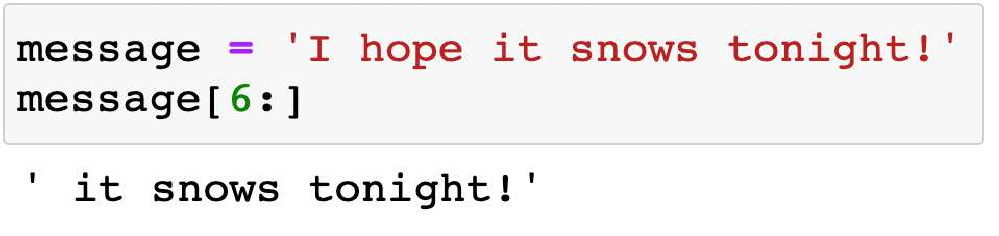 message = 'I hope it snows tonight!'
message[6:]
' it snows tonight!'